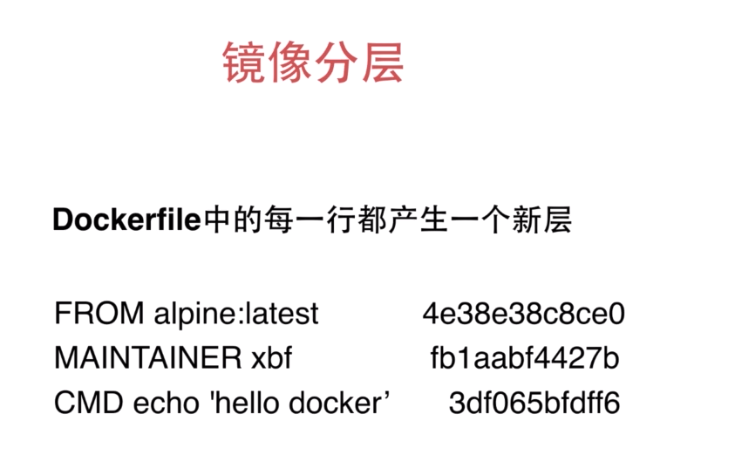 镜像分层
Dockerfile中的每一行都产生一个新层
FROM alpine:latest 4e38e38c8ce0
MAINTAINER xbf fb1aabf4427b
CMD echo 'hello docker’ 3df065bfdff6